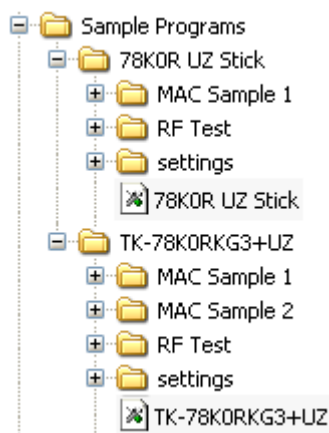 Sample Programs
78K0R UZ Stick
MAC Sample 1
RF Test
settings
78K0R UZ Stick
TK-78K0RKG3+UZ
MAC Sample 1
MAC Sample 2
RF Test
settings
TK-78K0RKG3+UZ